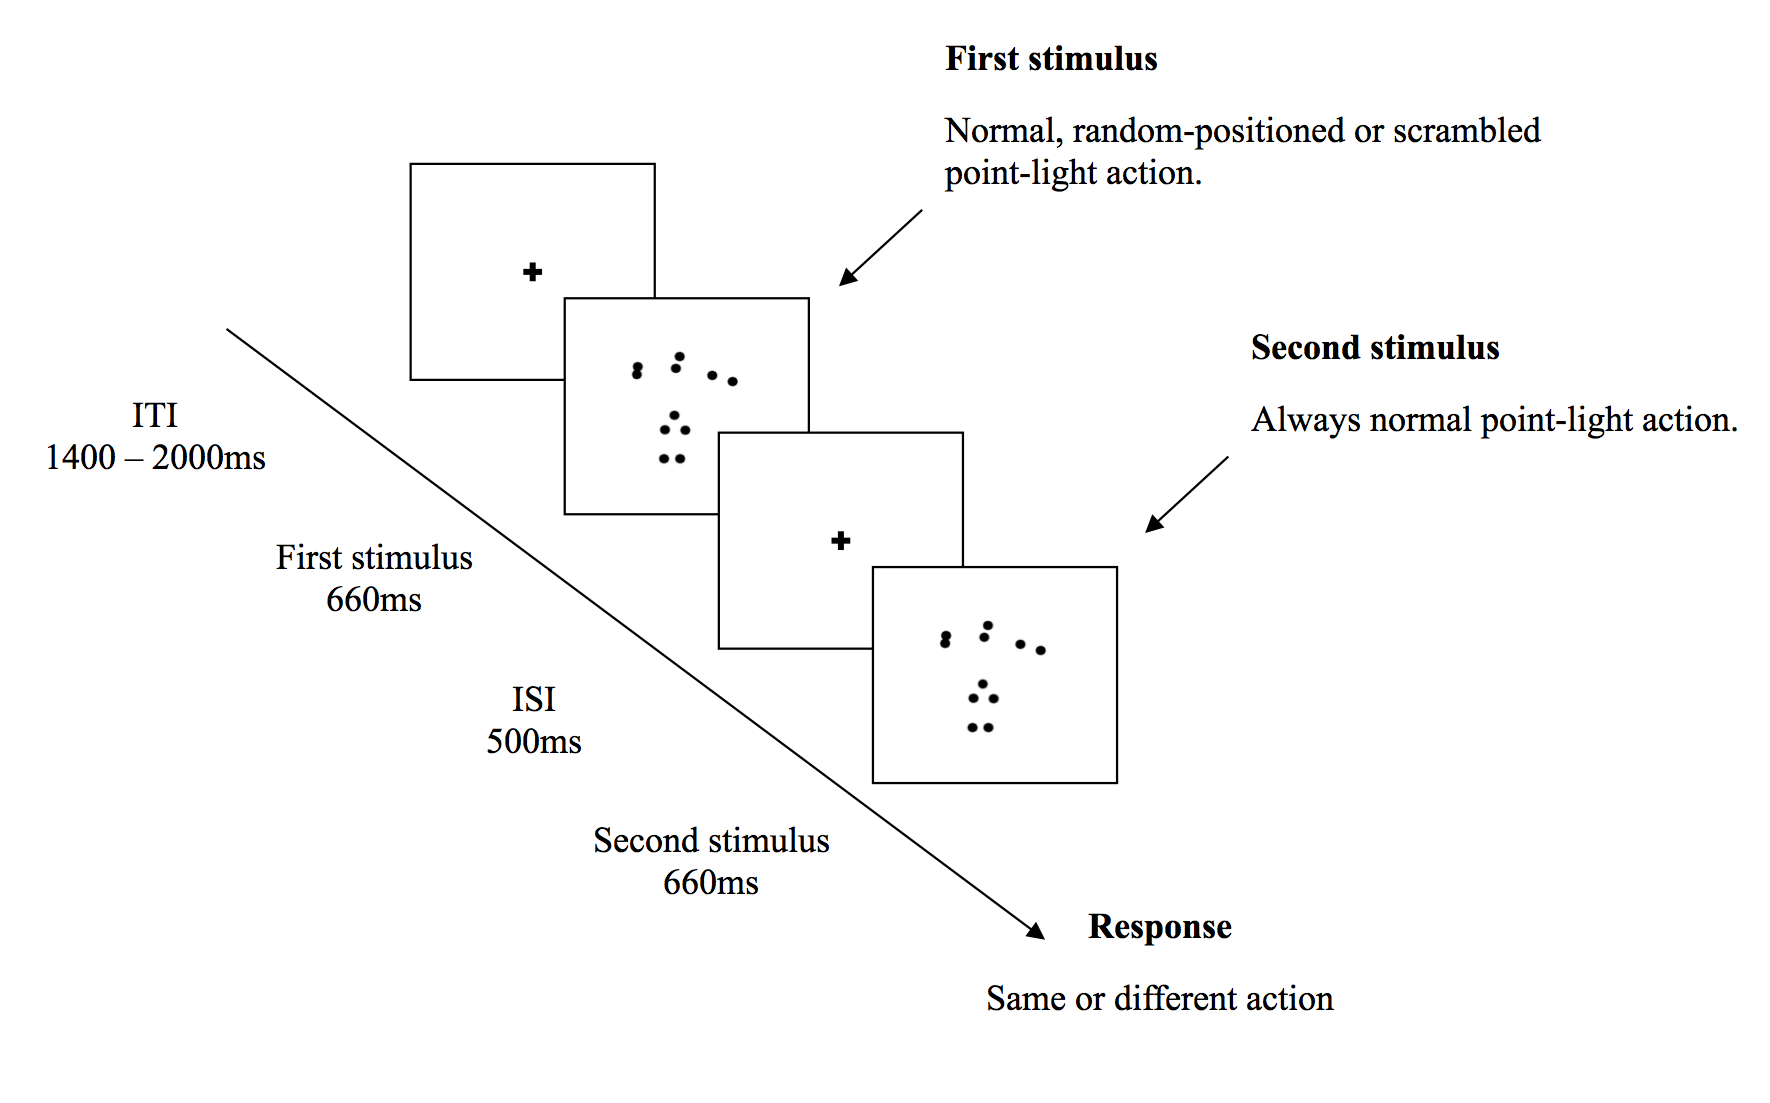 First stimulus
Normal, random-positioned or scrambled
point-light action.
Second stimulus
Always normal point-light action.
ITI
1400 – 2000ms
First stimulus
660ms
ISI
500ms
Second stimulus
660ms
Response
Same or different action